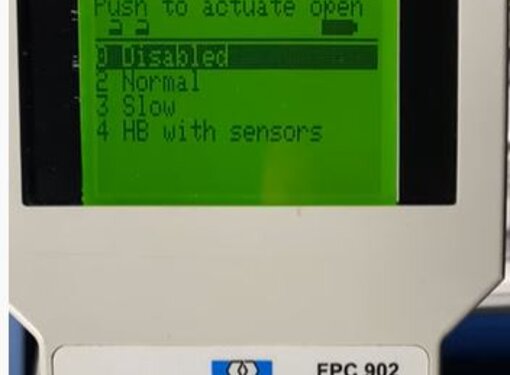 Push to actuate open
0 Disabled
2 Normal
3 Slow
4 HB with sensors
EPC 902